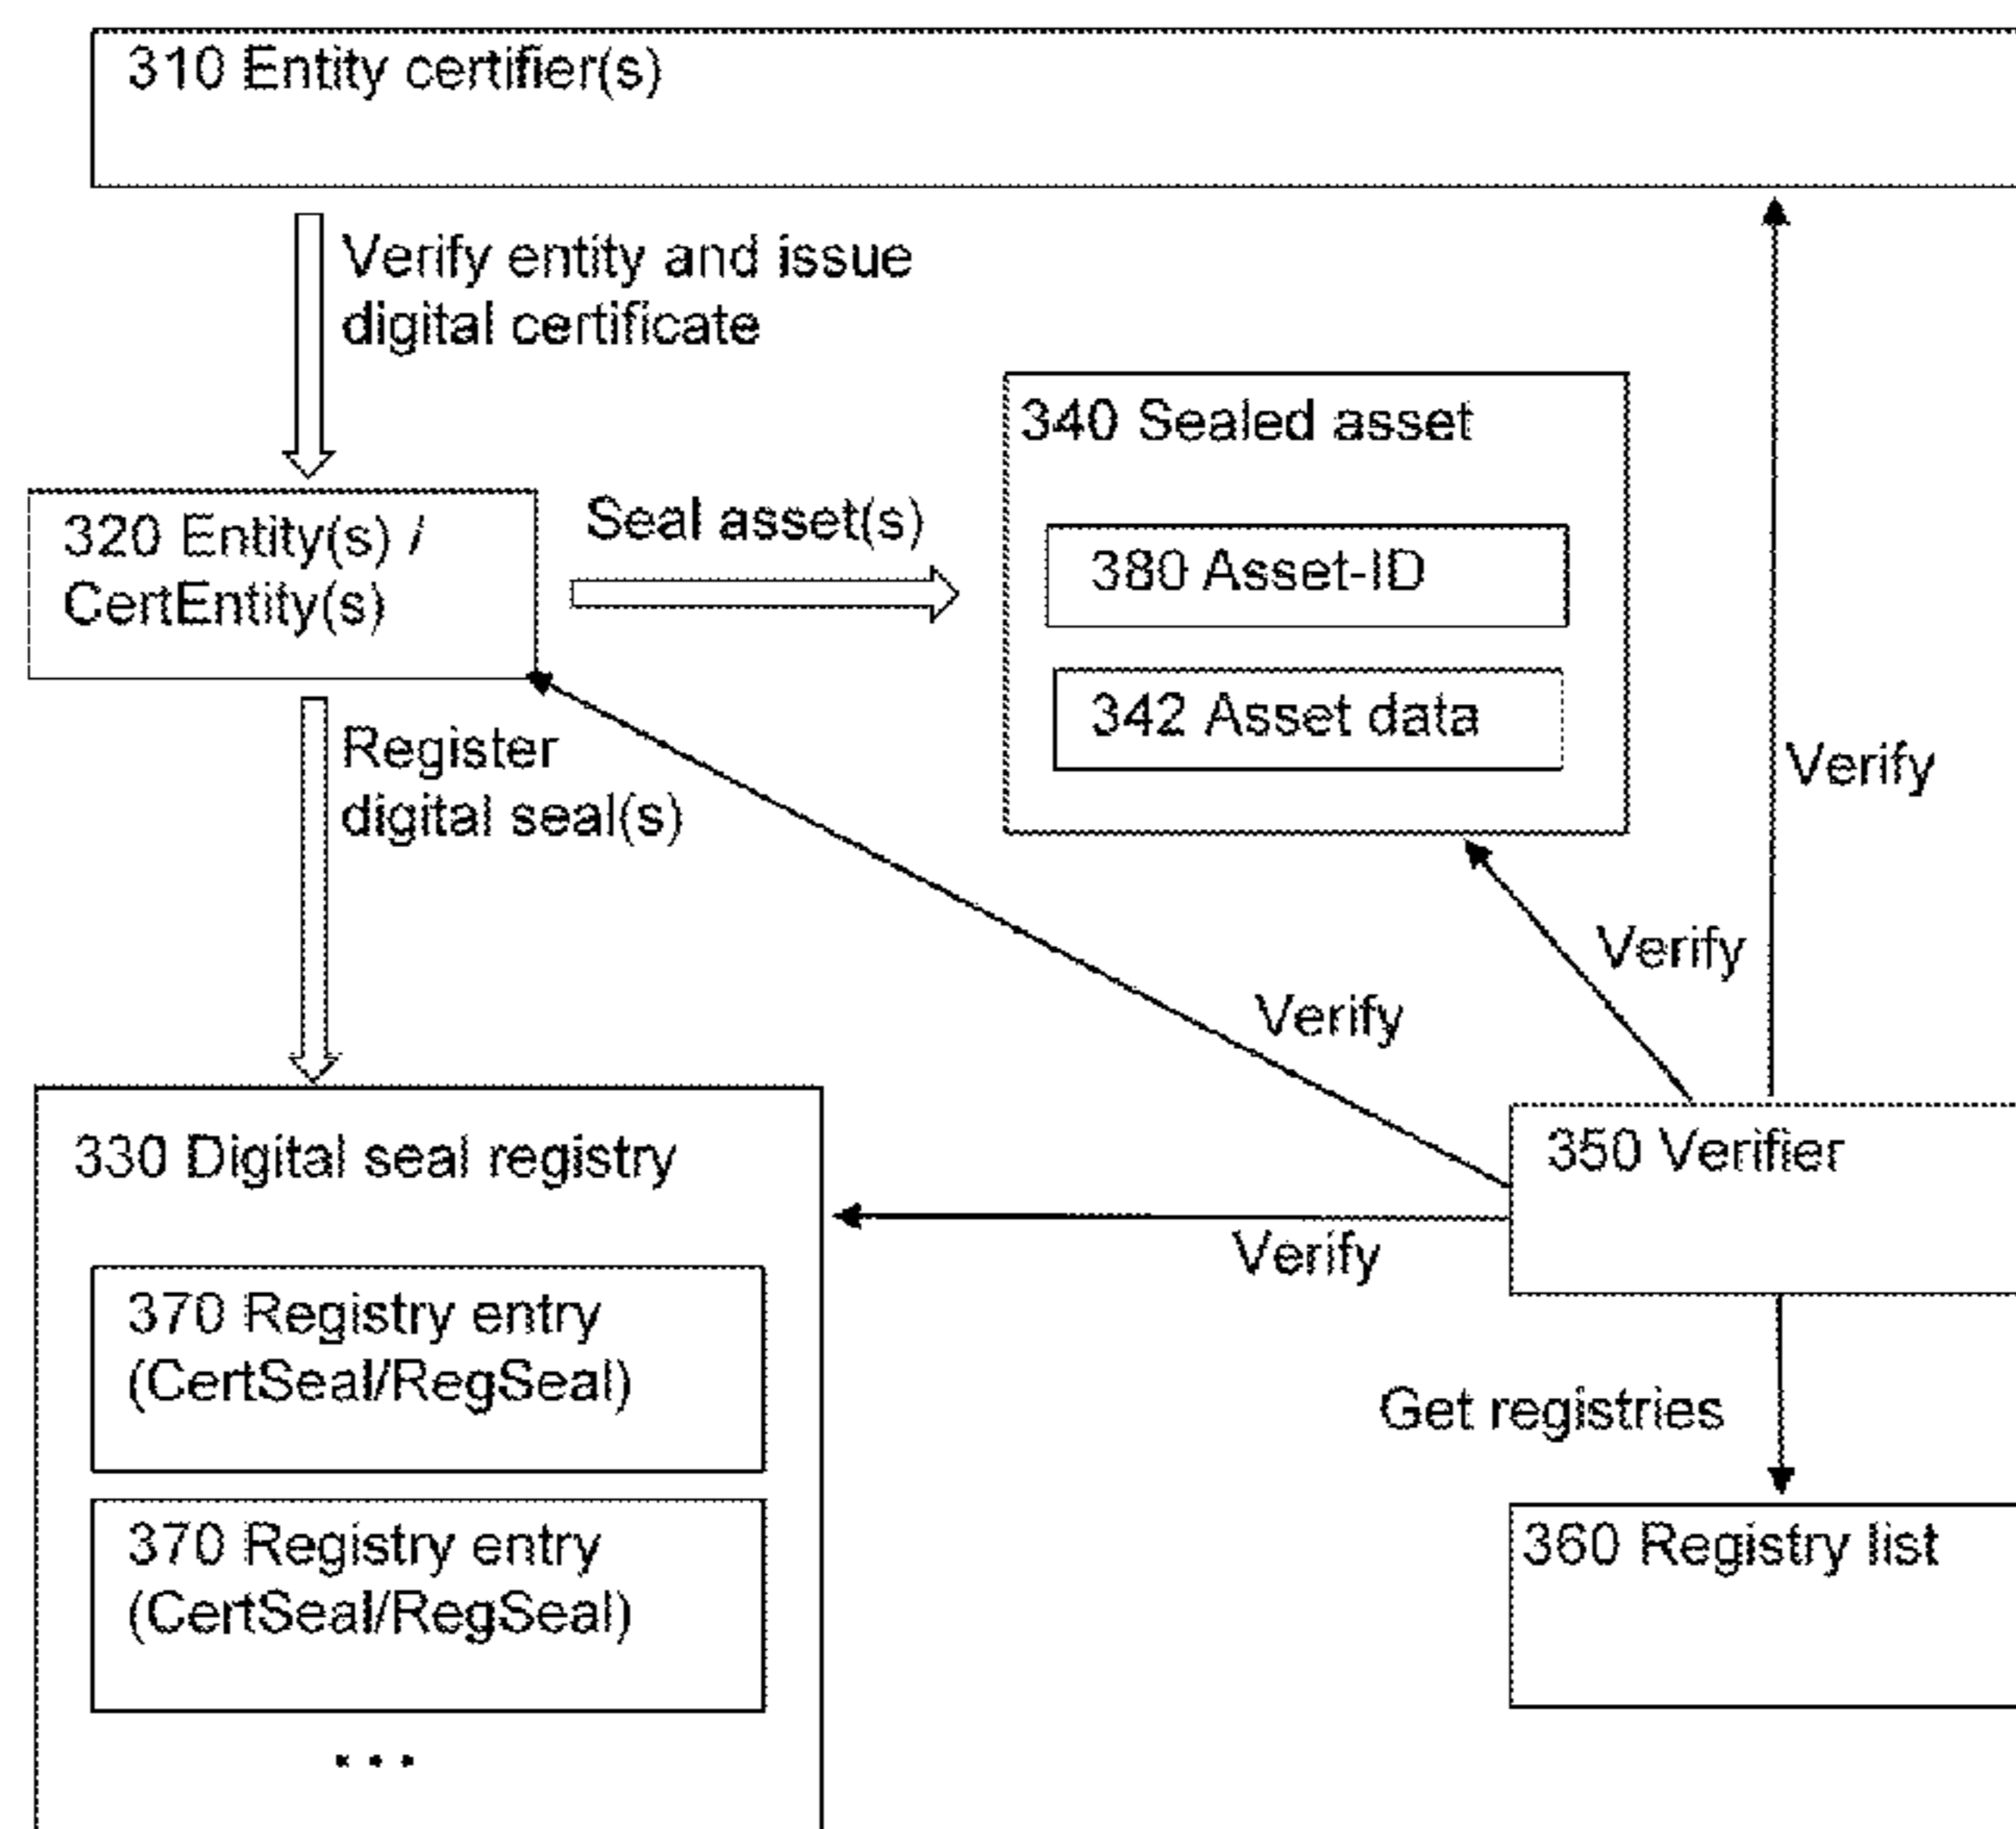 310 Entity certifier(s)
Verify entity and issue
digital certificate
340 Sealed asset
320 Entity(s) /
CertEntity(s)
Seal asset(s)
380 Asset-ID
342 Asset data
Register
digital seal(s)
Verify
Verify
Verify
330 Digital seal registry
350 Verifier
Verify
370 Registry entry
(CertSeal/RegSeal)
Get registries
370 Registry entry
(CertSeal/RegSeal)
360 Registry list
...